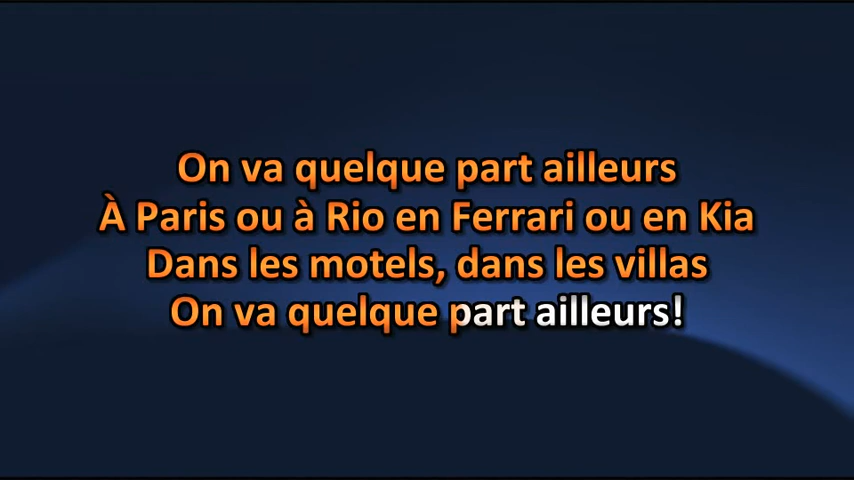 On va quelque part ailleurs
À Paris ou à Rio en Ferrari ou en Kia
Dans les motels, dans les villas
On va quelque part ailleurs!